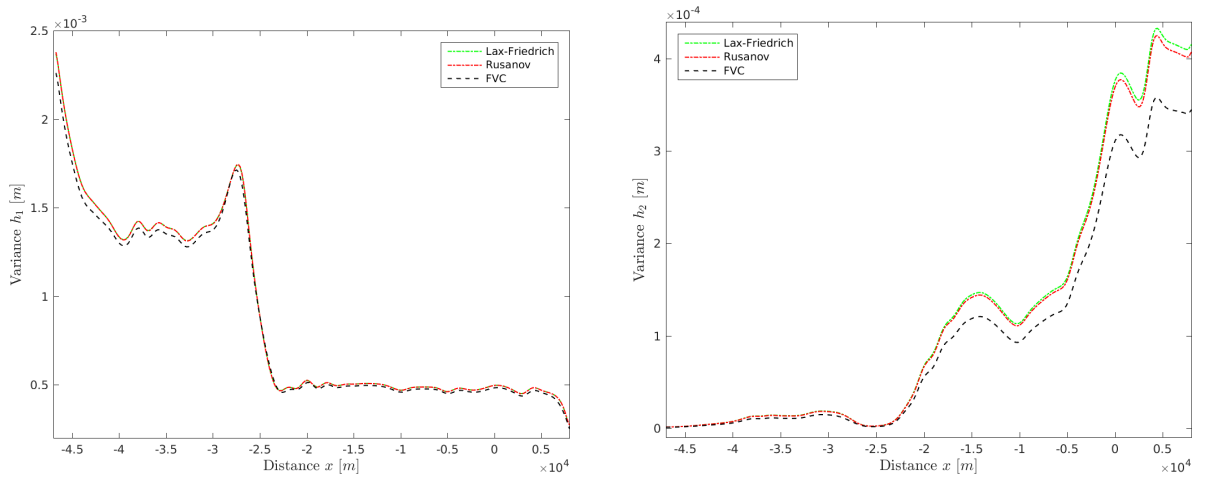 ×10⁻³
2.5
2
1.5
1
0.5
Variance h₁ [m]
Lax-Friedrich
Rusanov
FVC
-4.5 -4 -3.5 -3 -2.5 -2 -1.5 -1 -0.5 0 0.5
Distance x [m]
×10⁴
×10⁻⁴
4
3
2
1
0
Variance h₂ [m]
Lax-Friedrich
Rusanov
FVC
-4.5 -4 -3.5 -3 -2.5 -2 -1.5 -1 -0.5 0 0.5
Distance x [m]
×10⁴